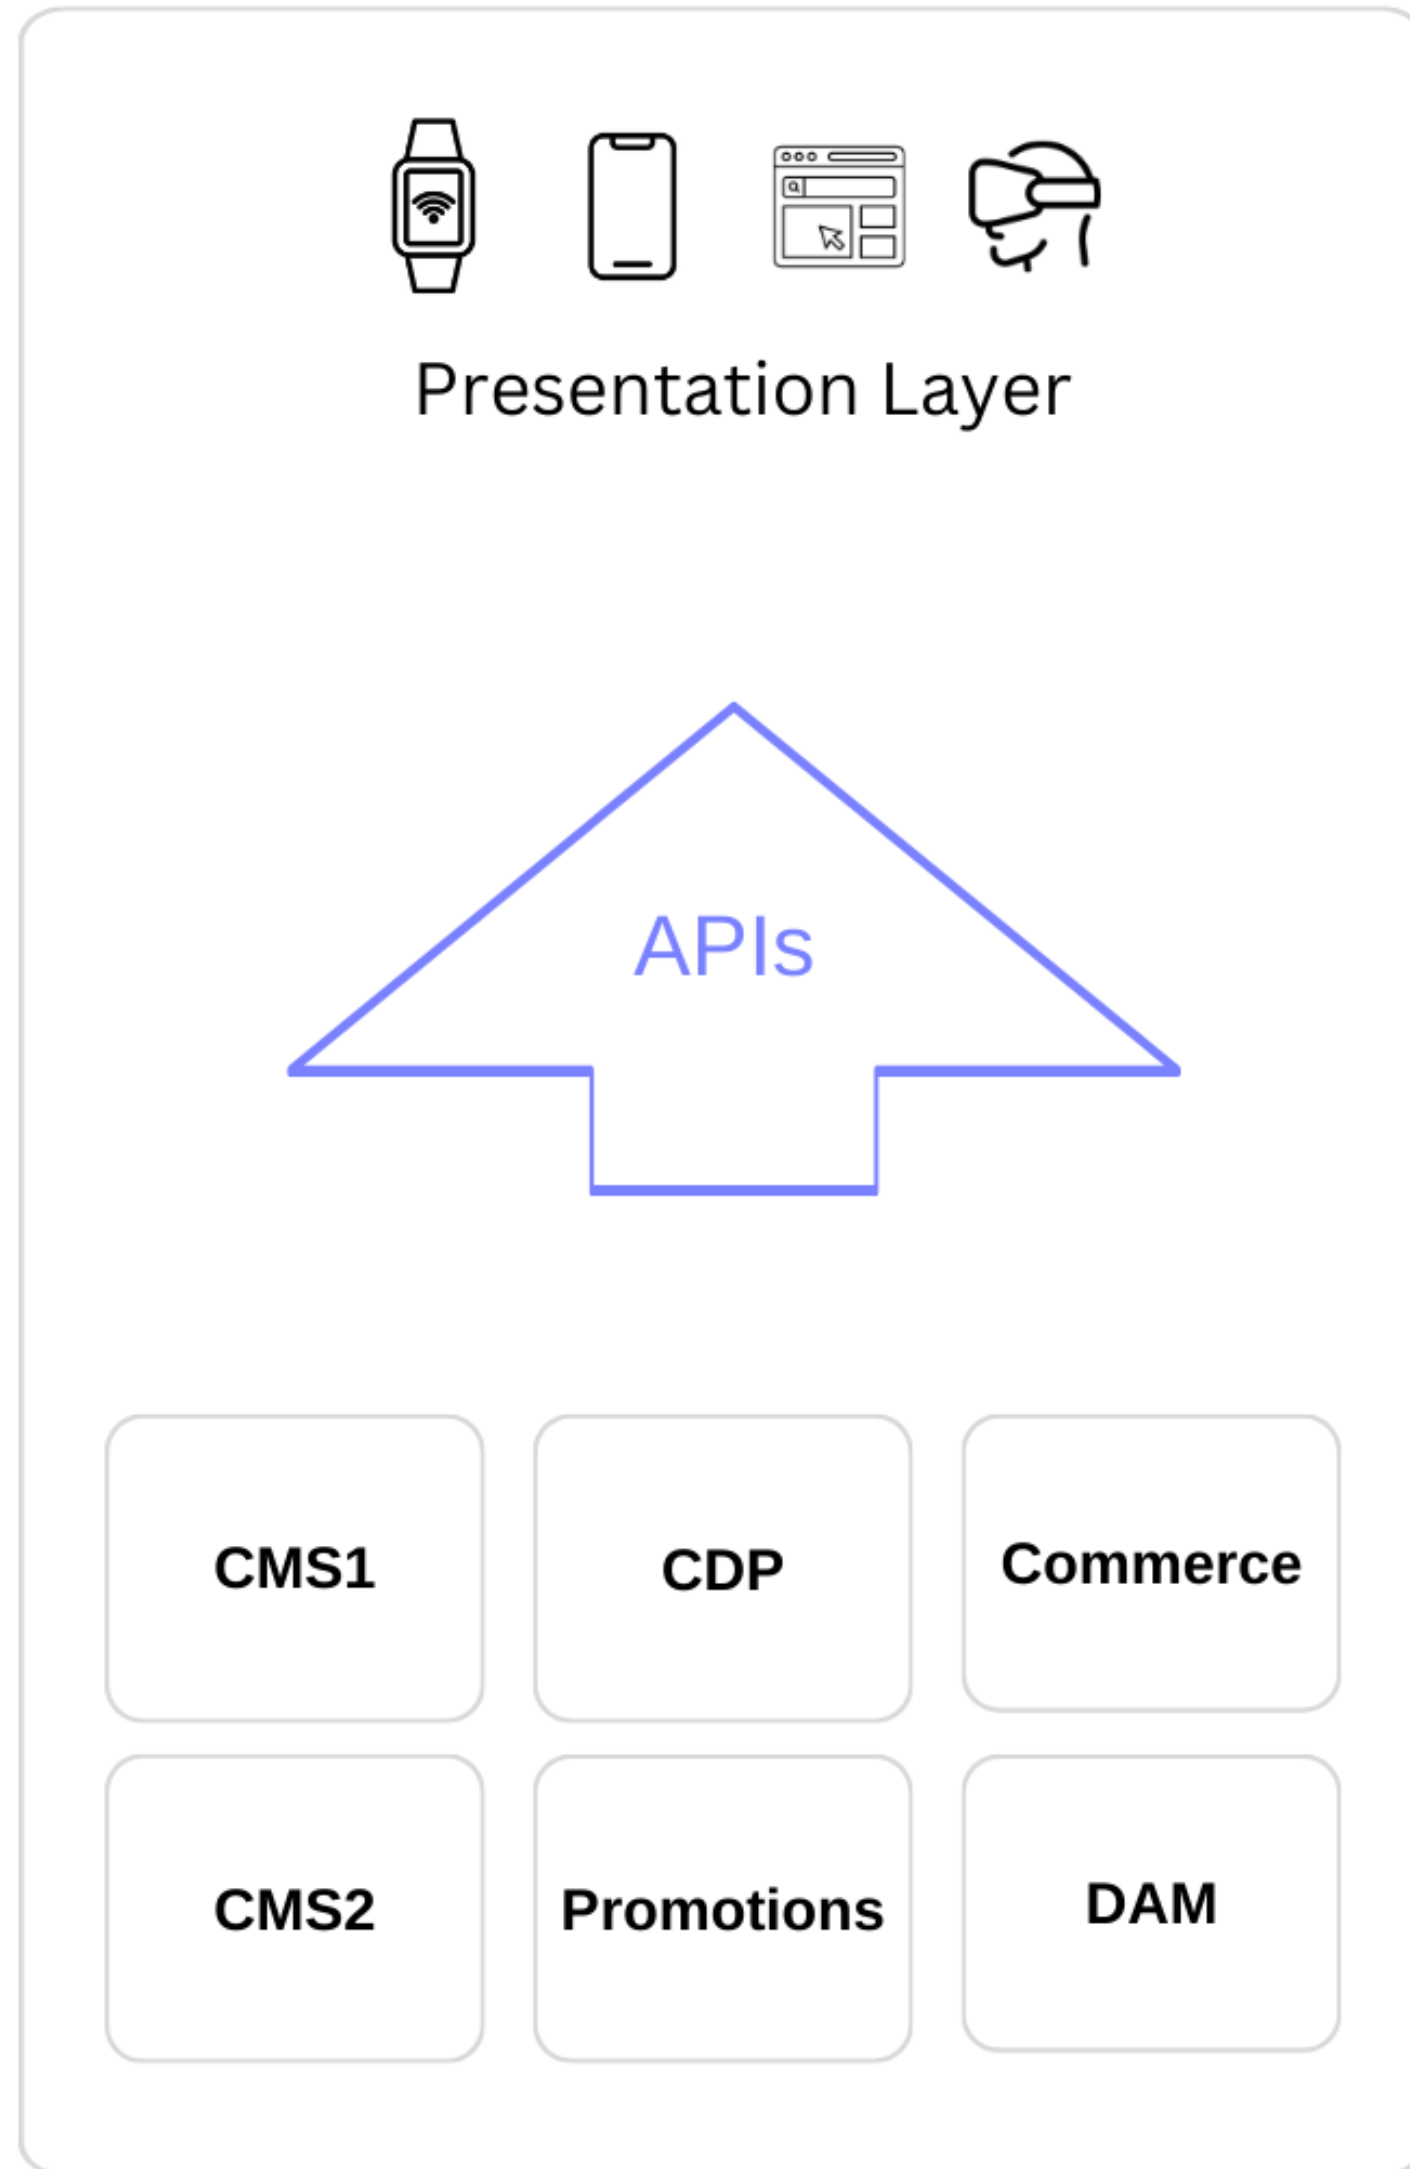 Presentation Layer
APIs
CMS1
CDP
Commerce
CMS2
Promotions
DAM